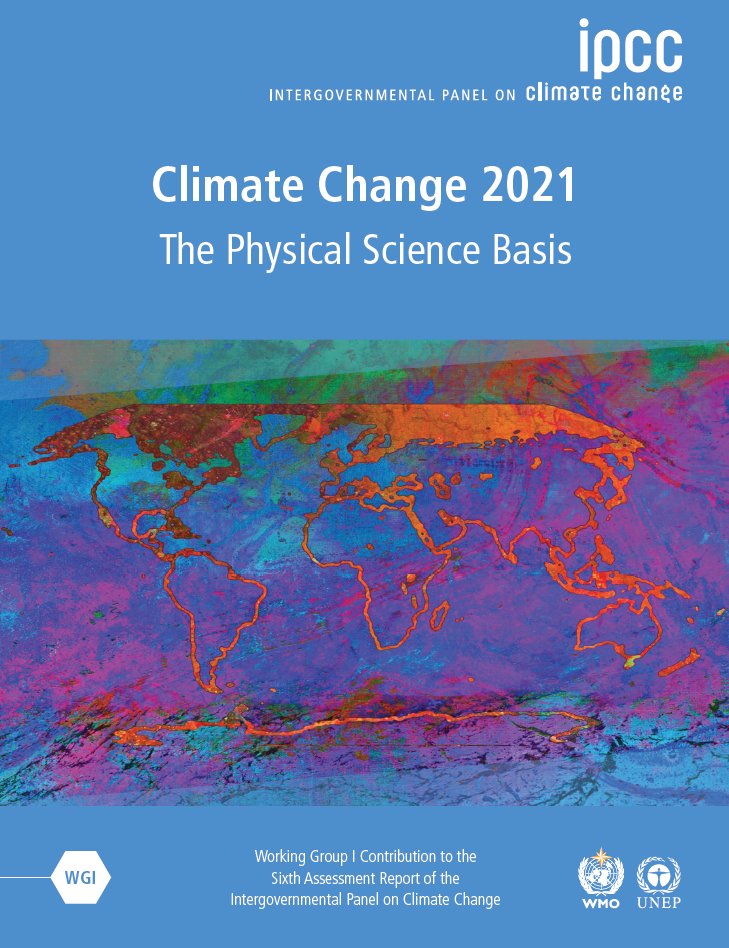 ipcc
INTERGOVERNMENTAL PANEL ON climate change
Climate Change 2021
The Physical Science Basis
WGI
Working Group I Contribution to the
Sixth Assessment Report of the
Intergovernmental Panel on Climate Change
WMO
UNEP